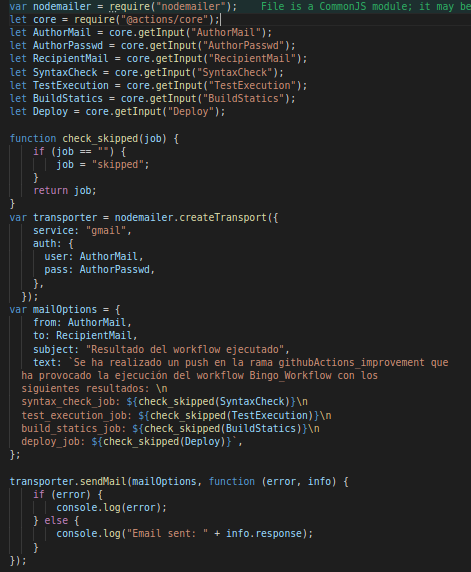 var nodemailer = require("nodemailer");    File is a CommonJS module; it may be
let core = require("@actions/core");
let AuthorMail = core.getInput("AuthorMail");
let AuthorPasswd = core.getInput("AuthorPasswd");
let RecipientMail = core.getInput("RecipientMail");
let SyntaxCheck = core.getInput("SyntaxCheck");
let TestExecution = core.getInput("TestExecution");
let BuildStatics = core.getInput("BuildStatics");
let Deploy = core.getInput("Deploy");

function check_skipped(job) {
    if (job == "") {
        job = "skipped";
    }
    return job;
}
var transporter = nodemailer.createTransport({
    service: "gmail",
    auth: {
      user: AuthorMail,
      pass: AuthorPasswd,
    },
  });
var mailOptions = {
    from: AuthorMail,
    to: RecipientMail,
    subject: "Resultado del workflow ejecutado",
    text: `Se ha realizado un push en la rama githubActions_improvement que
  ha provocado la ejecución del workflow Bingo_Workflow con los
  siguientes resultados: \n
  syntax_check_job: ${check_skipped(SyntaxCheck)}\n
  test_execution_job: ${check_skipped(TestExecution)}\n
  build_statics_job: ${check_skipped(BuildStatics)}\n
  deploy_job: ${check_skipped(Deploy)}`,
};

transporter.sendMail(mailOptions, function (error, info) {
    if (error) {
        console.log(error);
    } else {
        console.log("Email sent: " + info.response);
    }
});